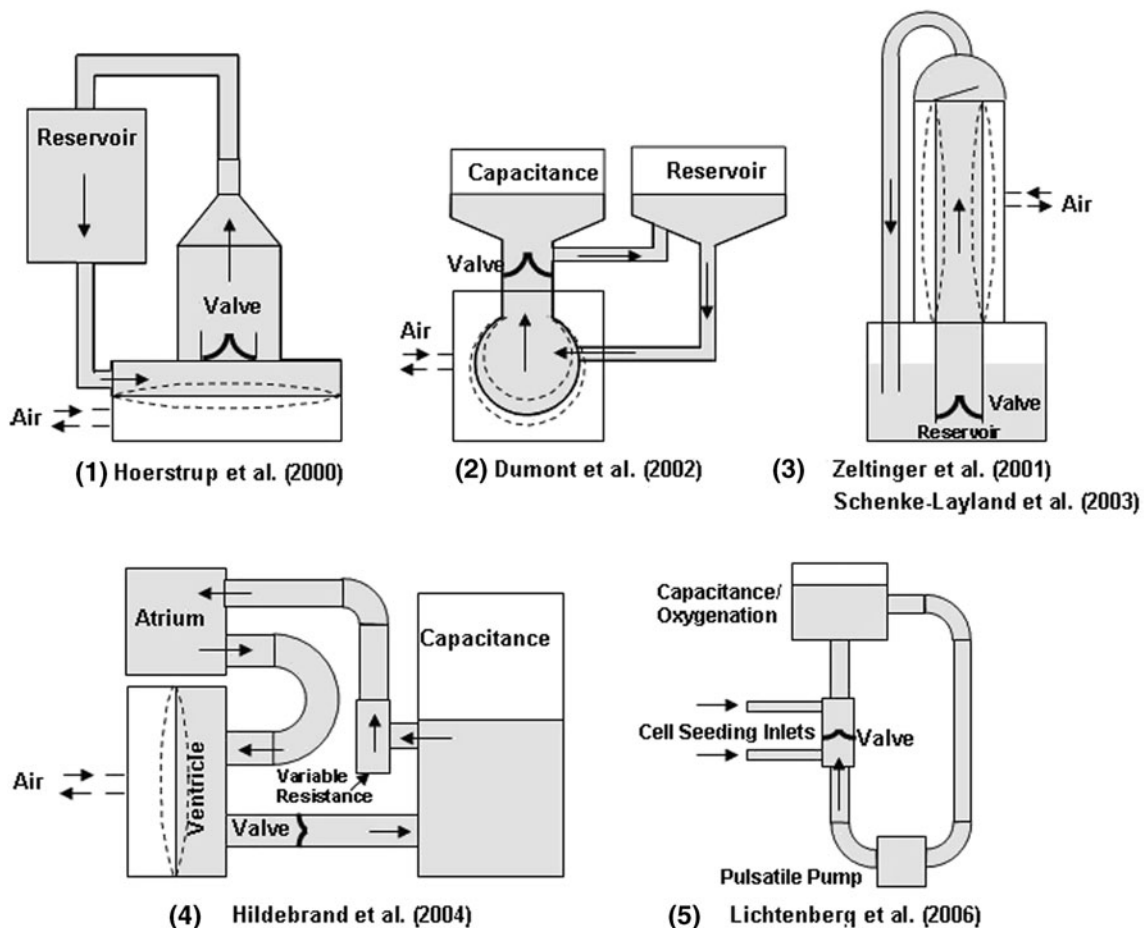 Reservoir
Valve
Air
(1) Hoerstrup et al. (2000)
Capacitance
Reservoir
Valve
Air
(2) Dumont et al. (2002)
Air
Valve
Reservoir
(3) Zeltinger et al. (2001)
Schenke-Layland et al. (2003)
Atrium
Capacitance
Ventricle
Air
Variable
Resistance
Valve
(4) Hildebrand et al. (2004)
Capacitance/
Oxygenation
Cell Seeding Inlets
Valve
Pulsatile Pump
(5) Lichtenberg et al. (2006)